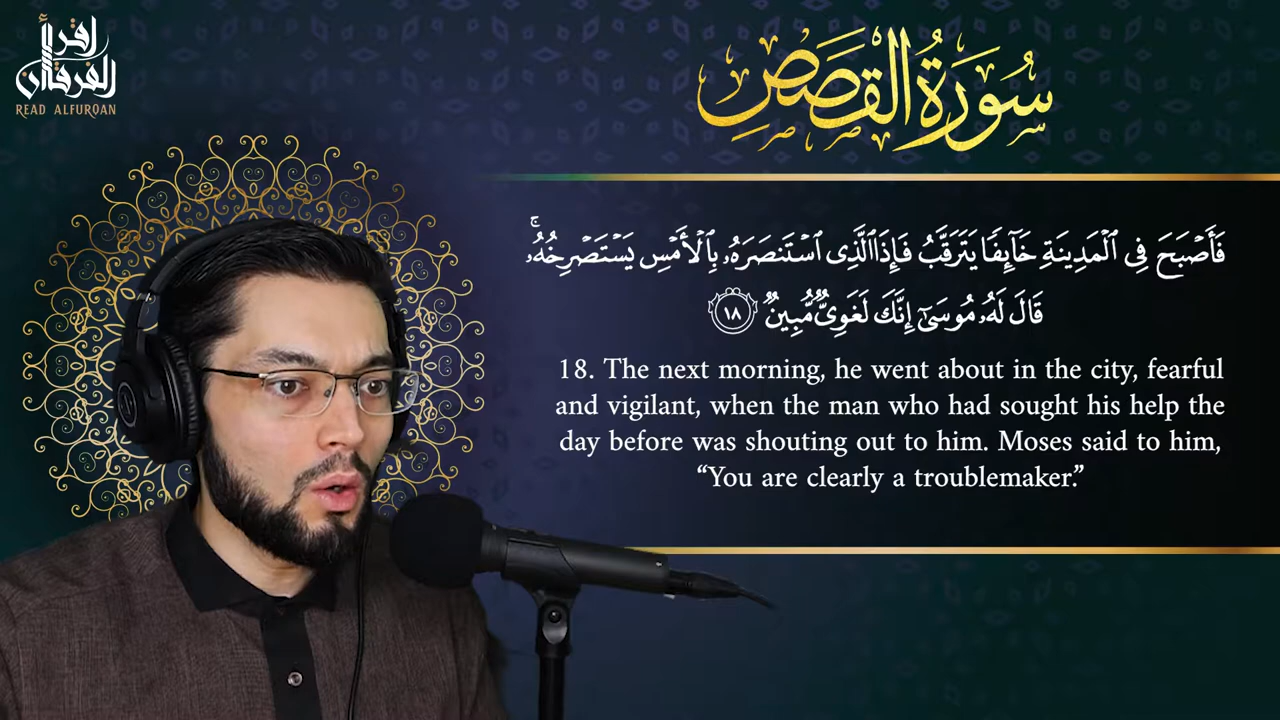 اقرأ
الفرقان
READ ALFURQAN
سُورَةُ القَصَصِ
فَأَصْبَحَ فِى ٱلْمَدِينَةِ خَآئِفًا يَتَرَقَّبُ فَإِذَا ٱلَّذِى ٱسْتَنصَرَهُۥ بِٱلْأَمْسِ يَسْتَصْرِخُهُۥۚ
قَالَ لَهُۥ مُوسَىٰٓ إِنَّكَ لَغَوِىٌّ مُّبِينٌ ١٨
18. The next morning, he went about in the city, fearful
and vigilant, when the man who had sought his help the
day before was shouting out to him. Moses said to him,
“You are clearly a troublemaker.”